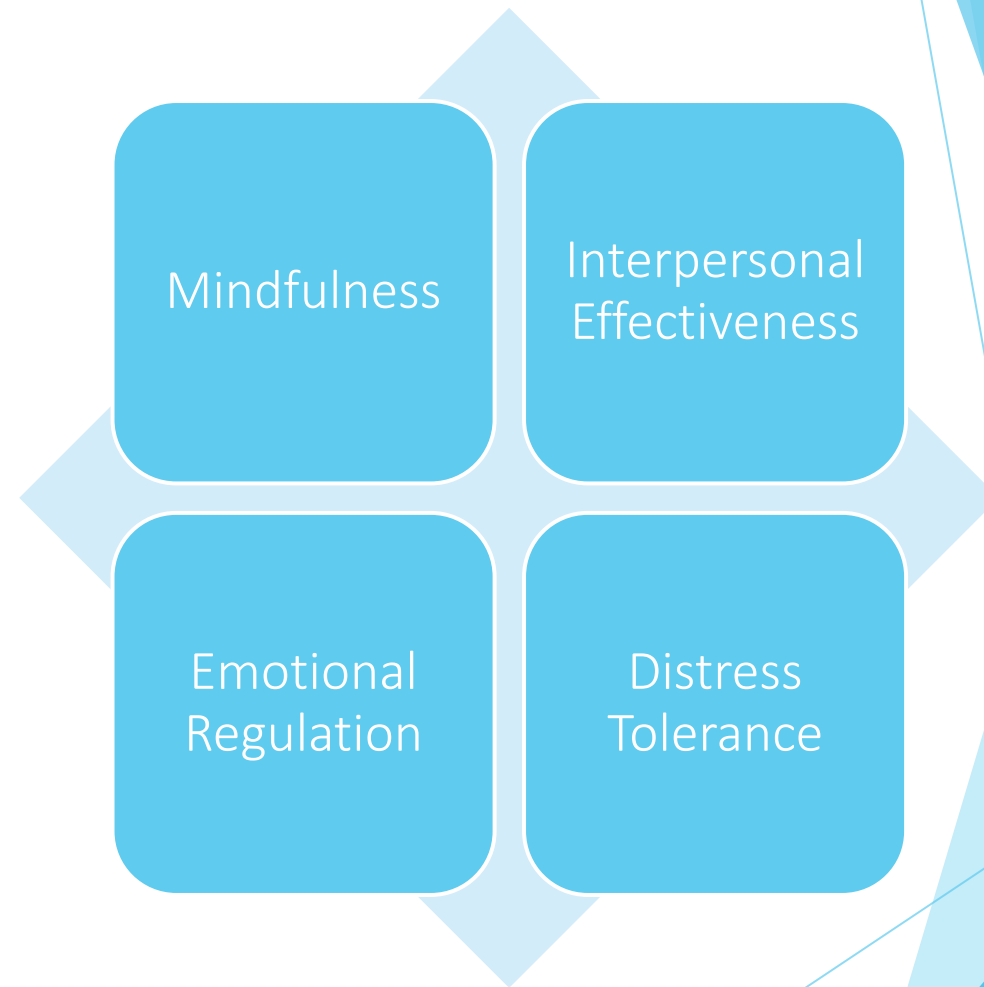 Mindfulness
Interpersonal
Effectiveness
Emotional
Regulation
Distress
Tolerance